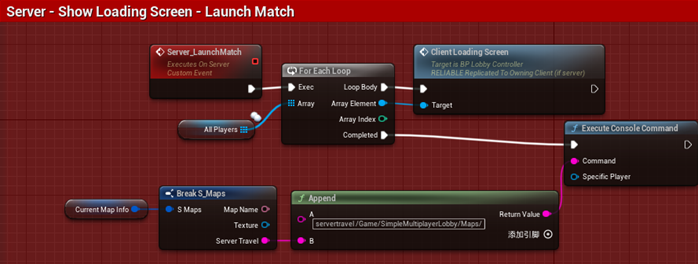 Server - Show Loading Screen - Launch Match
Server_LaunchMatch
Executes On Server
Custom Event
For Each Loop
Exec
Loop Body
Array
Array Element
Array Index
Completed
Client Loading Screen
Target is BP Lobby Controller
RELIABLE Replicated To Owning Client (if server)
Target
All Players
Execute Console Command
Command
Specific Player
Current Map Info
Break S_Maps
S Maps
Map Name
Texture
Server Travel
Append
A
servertravel /Game/SimpleMultiplayerLobby/Maps/
B
Return Value
添加引脚